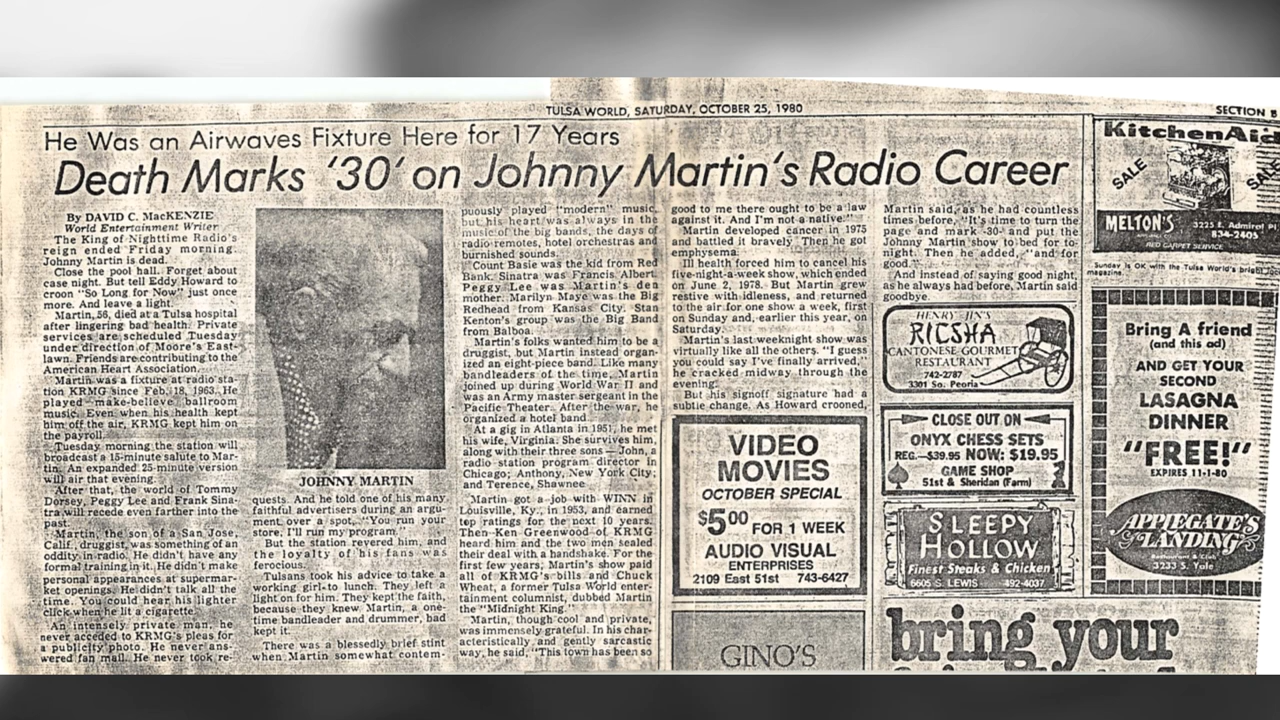 TULSA WORLD, SATURDAY, OCTOBER 25, 1980
SECTION
He Was an Airwaves Fixture Here for 17 Years
Death Marks '30' on Johnny Martin's Radio Career
By DAVID C. MacKENZIE
World Entertainment Writer
The King of Nighttime Radio's
reign ended Friday morning.
Johnny Martin is dead.
Close the pool hall. Forget about
case night. But tell Eddy Howard to
croon "So Long for Now" just once
more. And leave a light.
Martin, 56, died at a Tulsa hospital
after lingering bad health. Private
services are scheduled Tuesday
under direction of Moore's East-
lawn. Friends are contributing to the
American Heart Association.
Martin was a fixture at radio sta-
tion KRMG since Feb. 18, 1963. He
played make-believe ballroom
music. Even when his health kept
him off the air, KRMG kept him on
the payroll.
Tuesday morning the station will
broadcast a 15-minute salute to Mar-
tin. An expanded 25-minute version
will air that evening.
After that, the world of Tommy
Dorsey, Peggy Lee and Frank Sina-
tra will recede even farther into the
past.
Martin, the son of a San Jose,
Calif., druggist, was something of an
oddity in radio. He didn't have any
formal training in it. He didn't make
personal appearances at supermar-
ket openings. He didn't talk all the
time. You could hear his lighter
click when he lit a cigarette.
An intensely private man, he
never acceded to KRMG's pleas for
a publicity photo. He never ans-
wered fan mail. He never took re-
JOHNNY MARTIN
quests. And he told one of his many
faithful advertisers during an argu-
ment over a spot, "You run your
store, I'll run my program."
But the station revered him, and
the loyalty of his fans was
ferocious.
Tulsans took his advice to take a
working girl to lunch. They left a
light on for him. They kept the faith,
because they knew Martin, a one-
time bandleader and drummer, had
kept it.
There was a blessedly brief stint
when Martin somewhat contem-
puously played "modern" music,
but his heart was always in the
music of the big bands, the days of
radio remotes, hotel orchestras and
burnished sounds.
Count Basie was the kid from Red
Bank. Sinatra was Francis Albert.
Peggy Lee was Martin's den
mother. Marilyn Maye was the Big
Redhead from Kansas City. Stan
Kenton's group was the Big Band
from Balboa.
Martin's folks wanted him to be a
druggist, but Martin instead organ-
ized an eight-piece band. Like many
bandleaders of the time, Martin
joined up during World War II and
was an Army master sergeant in the
Pacific Theater. After the war, he
organized a hotel band.
At a gig in Atlanta in 1951, he met
his wife, Virginia. She survives him,
along with their three sons — John, a
radio station program director in
Chicago; Anthony, New York City;
and Terence, Shawnee.
Martin got a job with WINN in
Louisville, Ky., in 1953, and earned
top ratings for the next 10 years.
Then Ken Greenwood of KRMG
heard him and the two men sealed
their deal with a handshake. For the
first few years, Martin's show paid
all of KRMG's bills and Chuck
Wheat, a former Tulsa World enter-
tainment columnist, dubbed Martin
the "Midnight King."
Martin, though cool and private,
was immensely grateful. In his char-
acteristically and gently sarcastic
way, he said, "This town has been so
good to me there ought to be a law
against it. And I'm not a native."
Martin developed cancer in 1975
and battled it bravely. Then he got
emphysema.
Ill health forced him to cancel his
five-night-a-week show, which ended
on June 2, 1978. But Martin grew
restive with idleness, and returned
to the air for one show a week, first
on Sunday and, earlier this year, on
Saturday.
Martin's last weeknight show was
virtually like all the others. "I guess
you could say I've finally arrived,"
he cracked midway through the
evening.
But his signoff signature had a
subtle change. As Howard crooned,
Martin said, as he had countless
times before, "It's time to turn the
page and mark -30- and put the
Johnny Martin show to bed for to-
night. Then he added, "and for
good."
And instead of saying good night,
as he always had before, Martin said
goodbye.
VIDEO
MOVIES
OCTOBER SPECIAL
$5.00 FOR 1 WEEK
AUDIO VISUAL
ENTERPRISES
2109 East 51st 743-6427
GINO'S
HENRY JIN'S
RICSHA
CANTONESE GOURMET
RESTAURANT
742-2787
3301 So. Peoria
CLOSE OUT ON
ONYX CHESS SETS
REG.—$39.95 NOW: $19.95
GAME SHOP
51st & Sheridan (Farm)
SLEEPY
HOLLOW
Finest Steaks & Chicken
6605 S. LEWIS 492-4037
bring your
KitchenAid
SALE
SALE
MELTON'S
3225 E. Admiral Pl
834-2405
RED CARPET SERVICE
Sunday is OK with the Tulsa World's
magazine.
Bring A friend
(and this ad)
AND GET YOUR
SECOND
LASAGNA
DINNER
"FREE!"
EXPIRES 11-1-80
APPLEGATE'S
LANDING
Restaurant & Club
3233 S. Yale